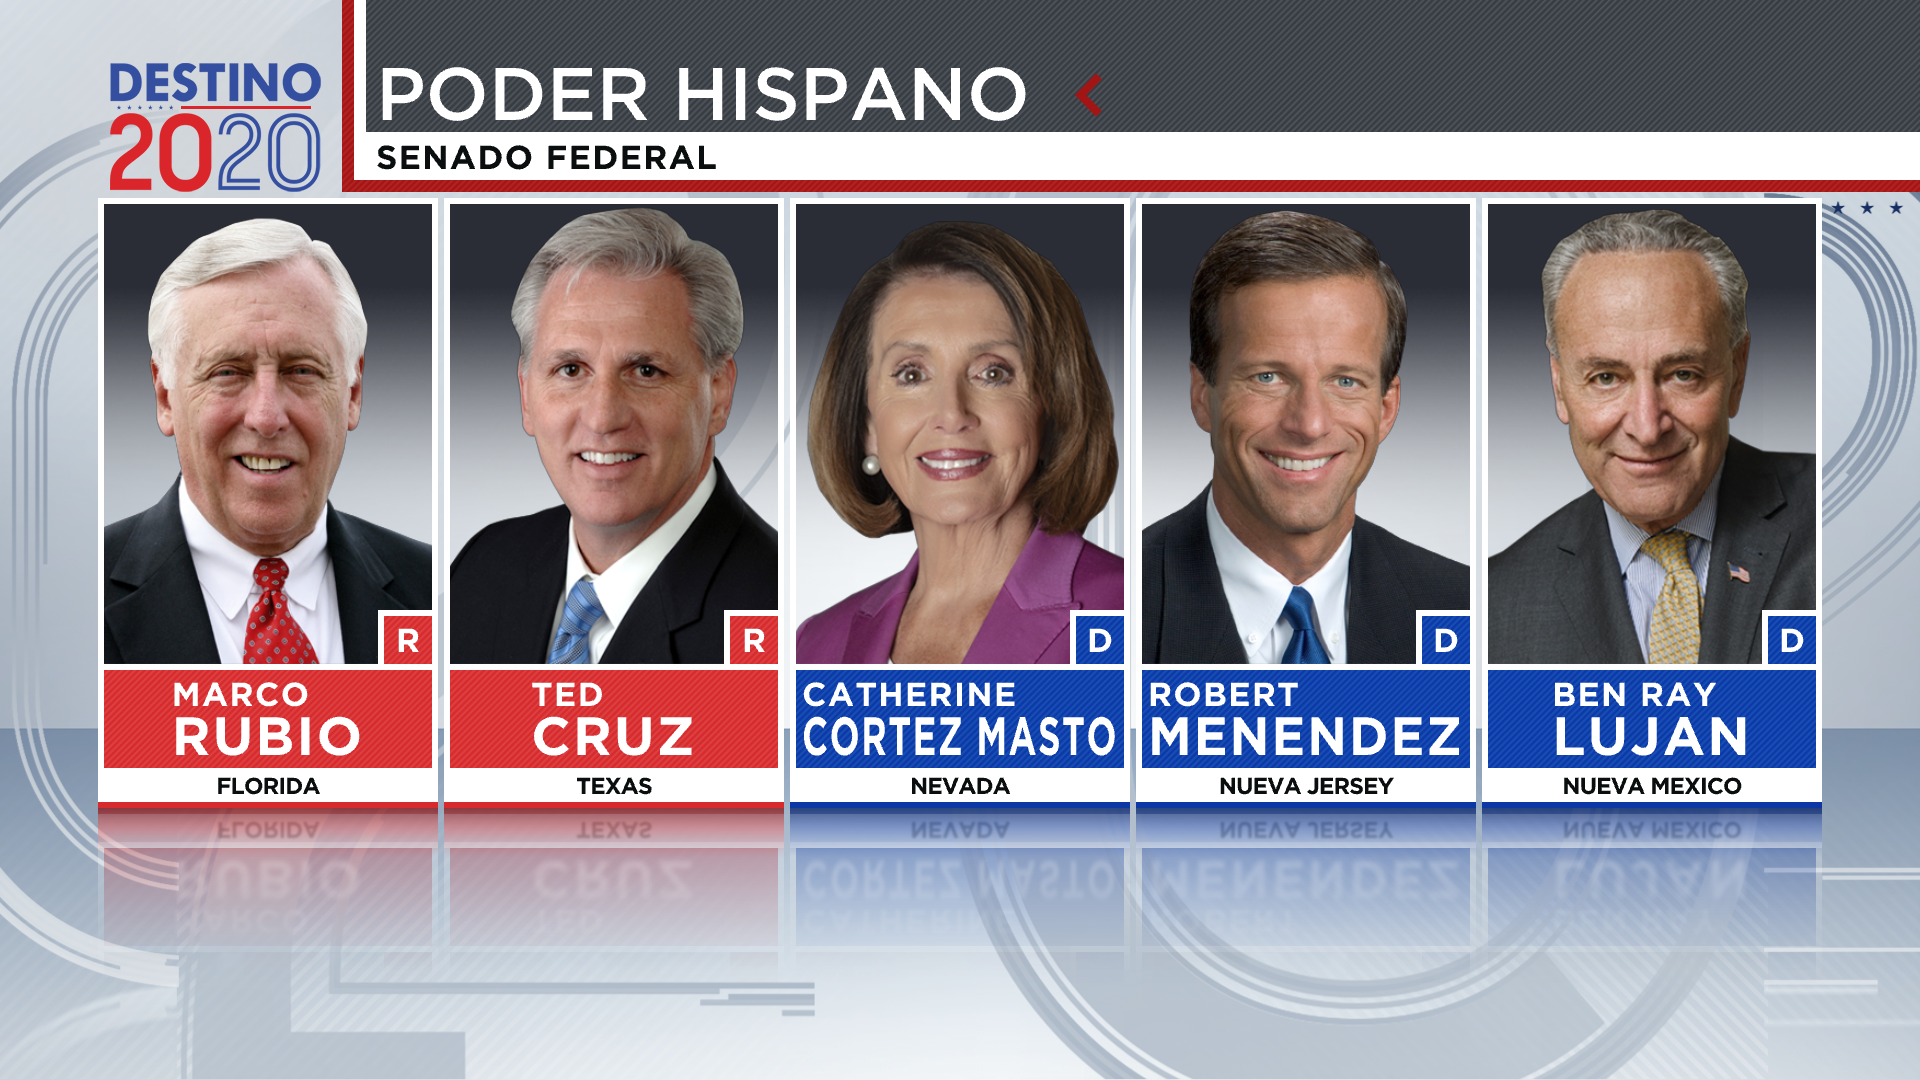 DESTINO
2020
PODER HISPANO
SENADO FEDERAL
R
R
D
D
D
MARCO
RUBIO
FLORIDA
TED
CRUZ
TEXAS
CATHERINE
CORTEZ MASTO
NEVADA
ROBERT
MENENDEZ
NUEVA JERSEY
BEN RAY
LUJAN
NUEVA MEXICO